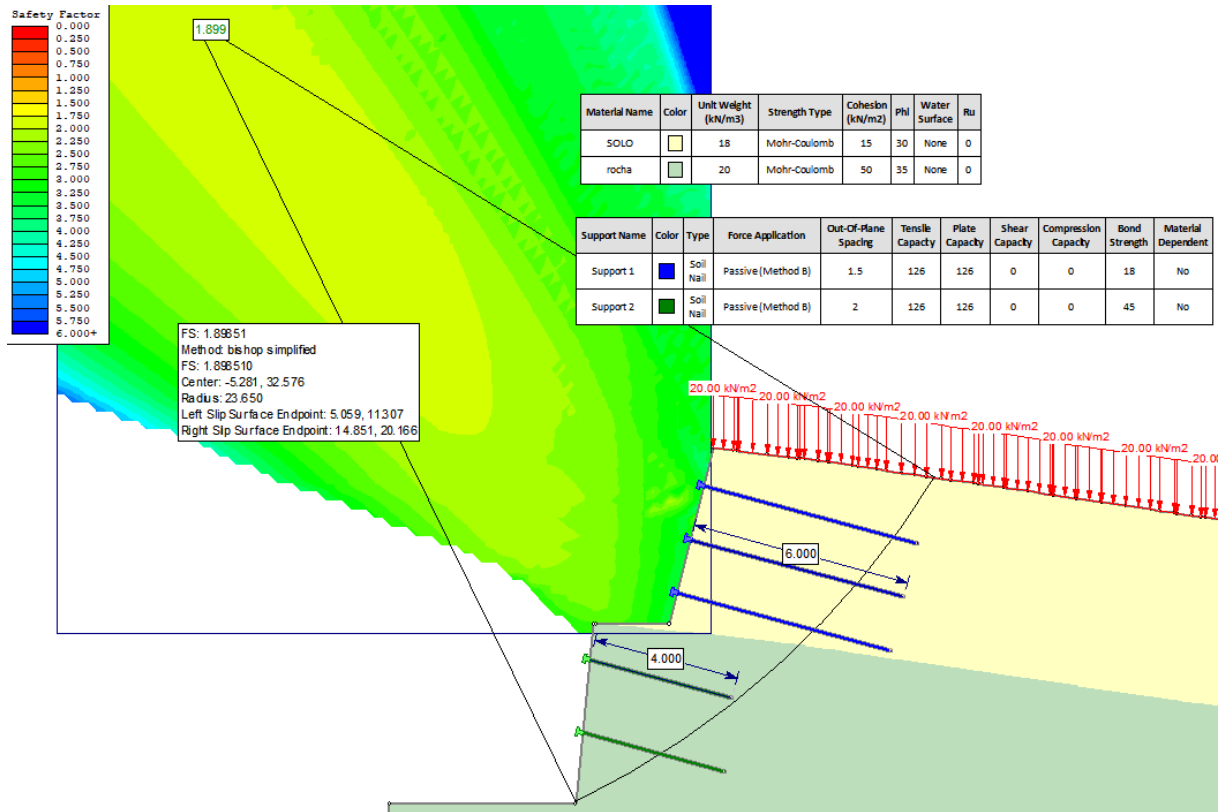 Safety Factor
0.000
0.250
0.500
0.750
1.000
1.250
1.500
1.750
2.000
2.250
2.500
2.750
3.000
3.250
3.500
3.750
4.000
4.250
4.500
4.750
5.000
5.250
5.500
5.750
6.000+
1.899
Material Name Color Unit Weight (kN/m3) Strength Type Cohesion (kN/m2) Phi Water Surface Ru
SOLO 18 Mohr-Coulomb 15 30 None 0
rocha 20 Mohr-Coulomb 50 35 None 0
Support Name Color Type Force Application Out-Of-Plane Spacing Tensile Capacity Plate Capacity Shear Capacity Compression Capacity Bond Strength Material Dependent
Support 1 Soil Nail Passive (Method B) 1.5 126 126 0 0 18 No
Support 2 Soil Nail Passive (Method B) 2 126 126 0 0 45 No
FS: 1.89851
Method: bishop simplified
FS: 1.898510
Center: -5.281, 32.576
Radius: 23.650
Left Slip Surface Endpoint: 5.059, 11.307
Right Slip Surface Endpoint: 14.851, 20.166
20.00 kN/m2
20.00 kN/m2
20.00 kN/m2
20.00 kN/m2
20.00 kN/m2
20.00 kN/m2
20.00 kN/m2
20.00
6.000
4.000